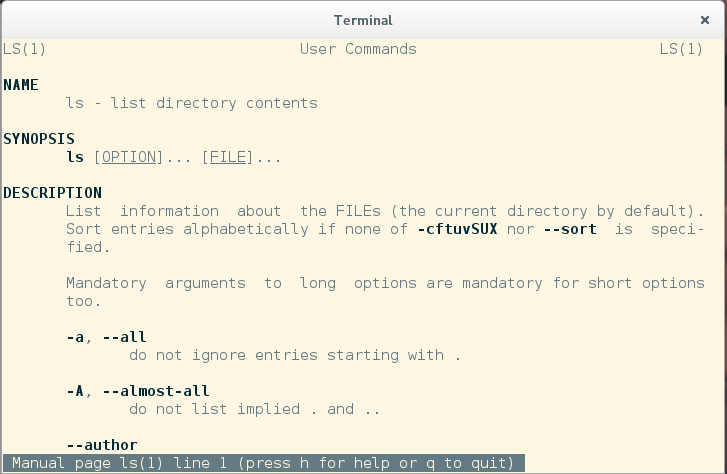 Terminal ×
LS(1) User Commands LS(1)
NAME
ls - list directory contents
SYNOPSIS
ls [OPTION]... [FILE]...
DESCRIPTION
List information about the FILEs (the current directory by default).
Sort entries alphabetically if none of -cftuvSUX nor --sort is speci-
fied.
Mandatory arguments to long options are mandatory for short options
too.
-a, --all
do not ignore entries starting with .
-A, --almost-all
do not list implied . and ..
--author
Manual page ls(1) line 1 (press h for help or q to quit)